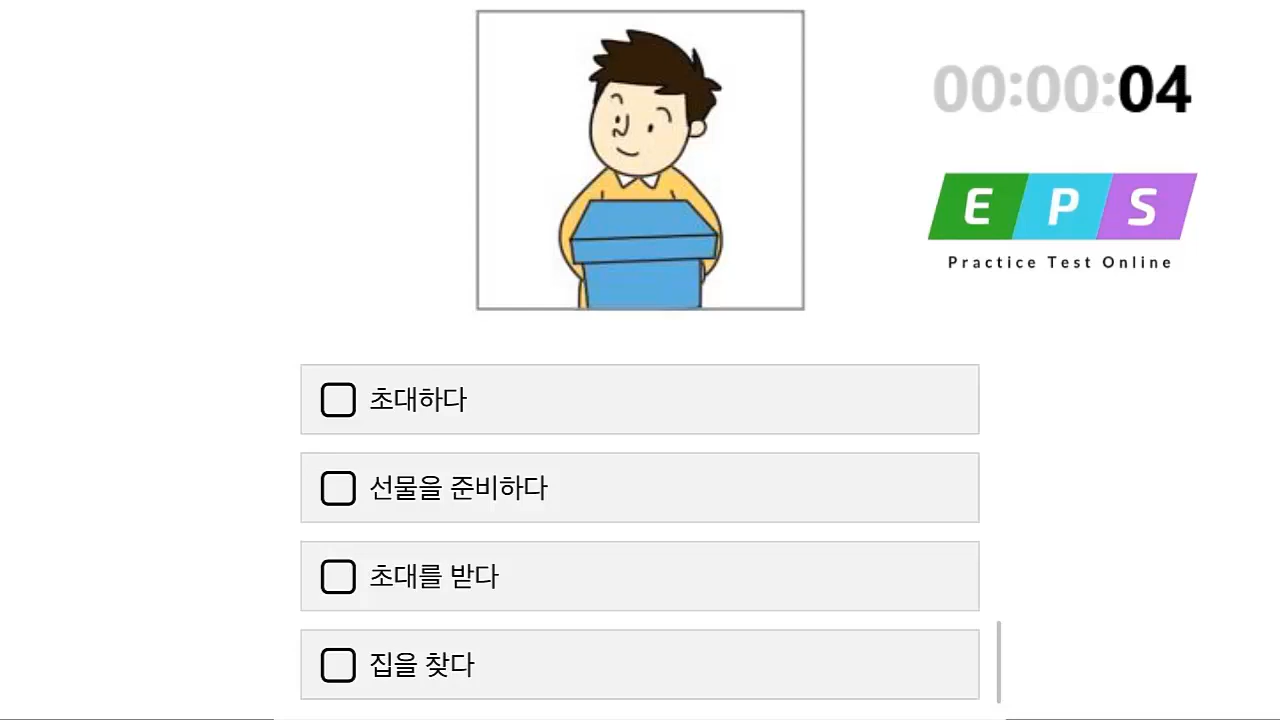 00:00:04
EPS
Practice Test Online
초대하다
선물을 준비하다
초대를 받다
집을 찾다